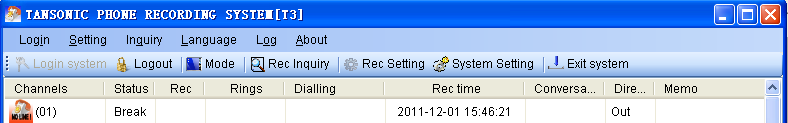 TANSONIC PHONE RECORDING SYSTEM[T3]
Login Setting Inquiry Language Log About
Login system Logout Mode Rec Inquiry Rec Setting System Setting Exit system
Channels Status Rec Rings Dialling Rec time Conversa... Dire... Memo
NO LINE! (01) Break 2011-12-01 15:46:21 Out